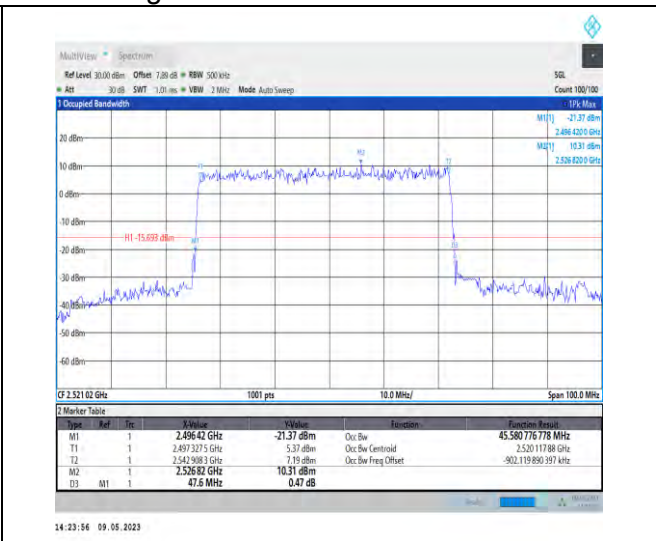 MultiView Spectrum
Ref Level 30.00 dBm Offset 7.89 dB RBW 500 kHz SGL
Att 30 dB SWT 1.01 ms VBW 2 MHz Mode Auto Sweep Count 100/100
1 Occupied Bandwidth 1Pk Max
M1[1] -21.37 dBm
2.496 420 0 GHz
M2[1] 10.31 dBm
2.526 820 0 GHz
20 dBm
10 dBm
0 dBm
-10 dBm
-20 dBm
-30 dBm
-40 dBm
-50 dBm
-60 dBm
M2
T1
T2
H1 -15.693 dBm
M1
D3
CF 2.521 02 GHz 1001 pts 10.0 MHz/ Span 100.0 MHz
2 Marker Table
Type Ref Trc X-Value Y-Value Function Function Result
M1 1 2.496 42 GHz -21.37 dBm Occ Bw 45.580 776 778 MHz
T1 1 2.497 327 5 GHz 5.37 dBm Occ Bw Centroid 2.520 117 88 GHz
T2 1 2.542 908 3 GHz 7.19 dBm Occ Bw Freq Offset -902.119 890 397 kHz
M2 1 2.526 82 GHz 10.31 dBm
D3 M1 1 47.6 MHz 0.47 dB
14:23:56 09.05.2023